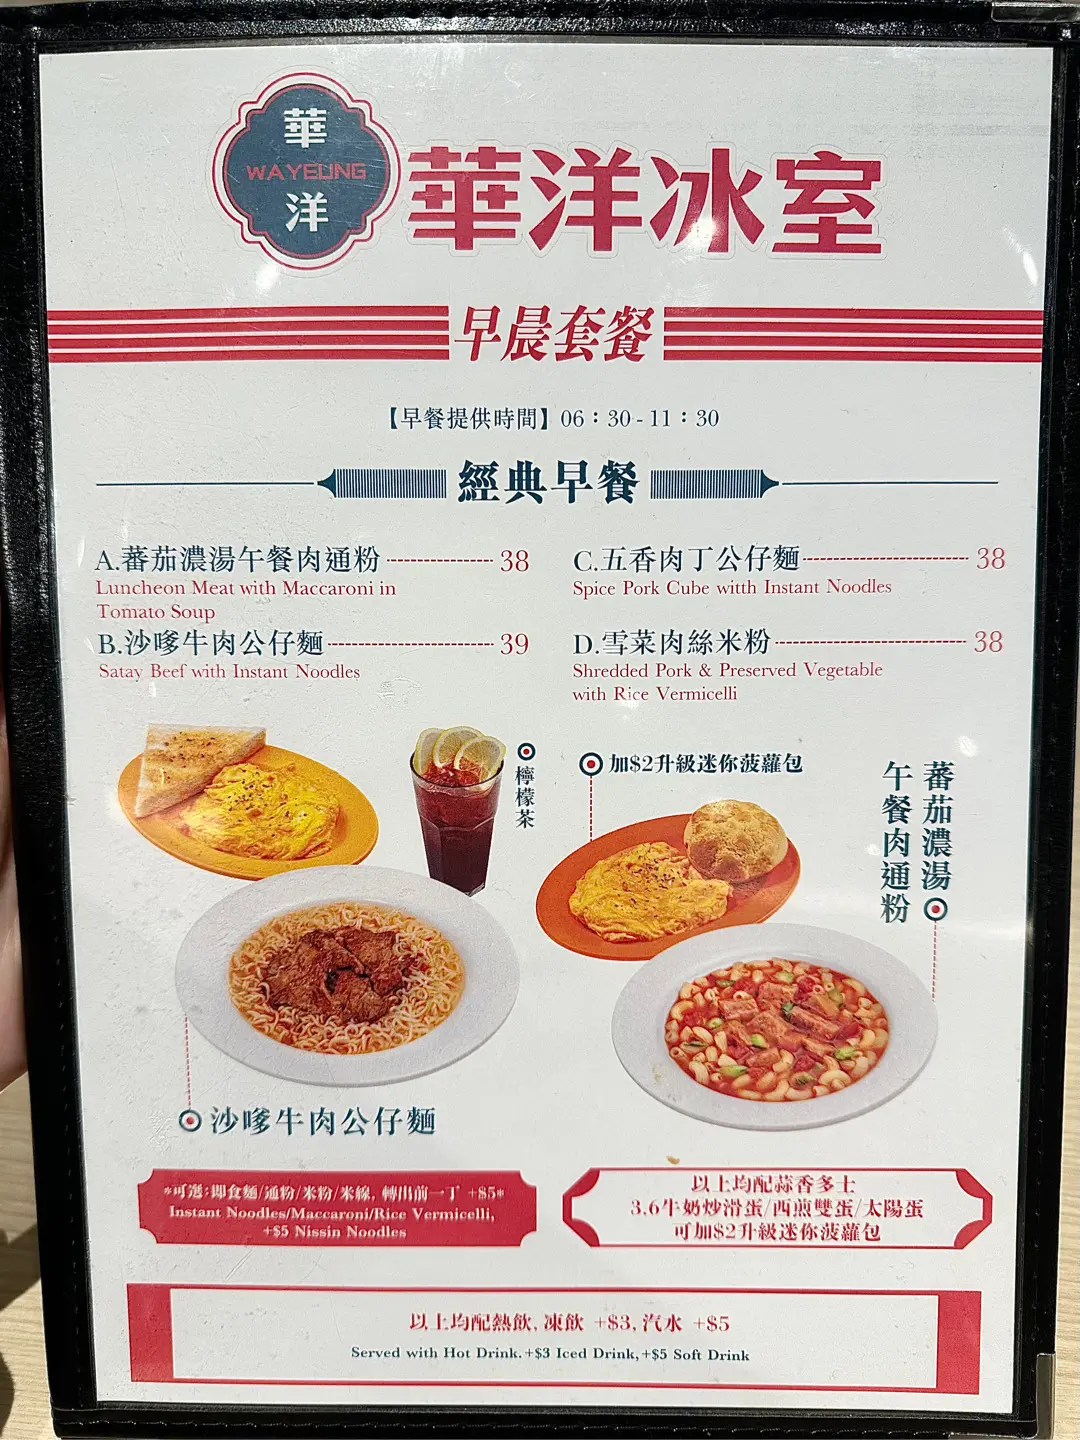 華
WAYEUNG
洋
華洋冰室
早晨套餐
【早餐提供時間】06：30-11：30
經典早餐
A.蕃茄濃湯午餐肉通粉 38
Luncheon Meat with Maccaroni in
Tomato Soup
B.沙嗲牛肉公仔麵 39
Satay Beef with Instant Noodles
C.五香肉丁公仔麵 38
Spice Pork Cube witth Instant Noodles
D.雪菜肉絲米粉 38
Shredded Pork & Preserved Vegetable
with Rice Vermicelli
檸檬茶
加$2升級迷你菠蘿包
蕃茄濃湯
午餐肉通粉
沙嗲牛肉公仔麵
*可選：即食麵/通粉/米粉/米線, 轉出前一丁 +$5*
Instant Noodles/Maccaroni/Rice Vermicelli,
+$5 Nissin Noodles
以上均配蒜香多士
3.6牛奶炒滑蛋/西煎雙蛋/太陽蛋
可加$2升級迷你菠蘿包
以上均配熱飲, 凍飲 +$3, 汽水 +$5
Served with Hot Drink.+$3 Iced Drink,+$5 Soft Drink